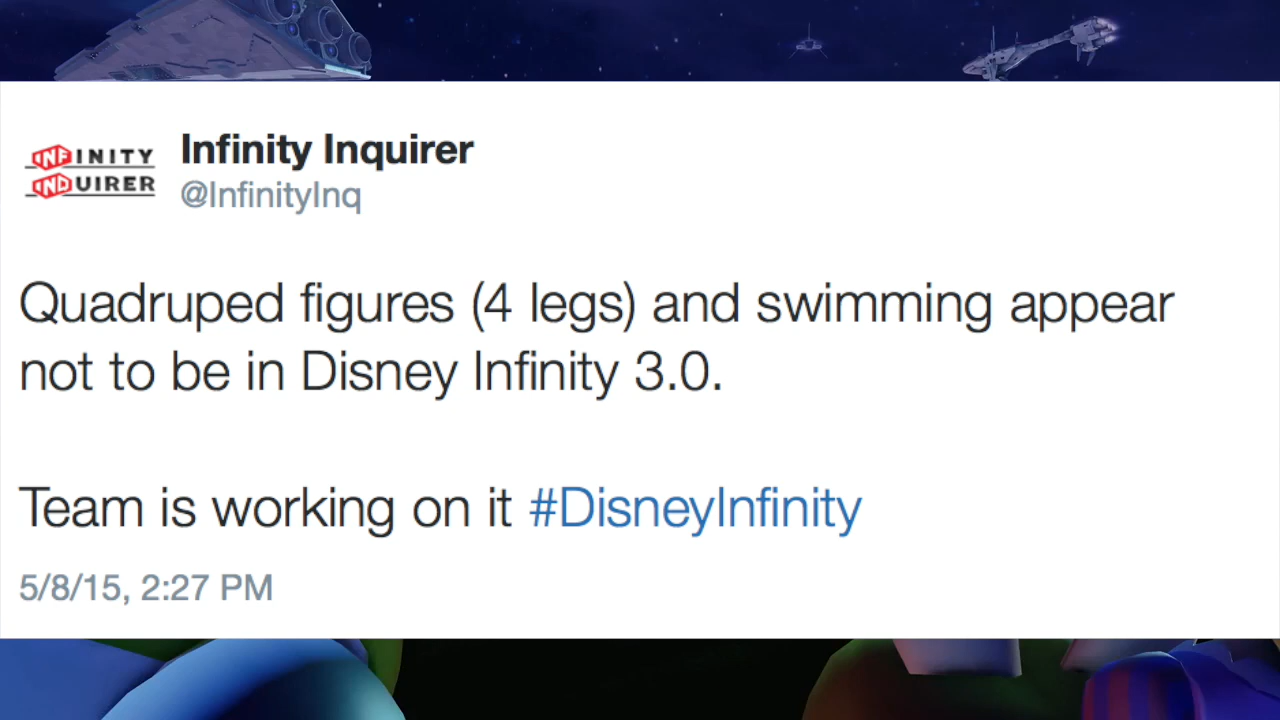 INFINITY
INQUIRER
Infinity Inquirer
@InfinityInq
Quadruped figures (4 legs) and swimming appear
not to be in Disney Infinity 3.0.
Team is working on it #DisneyInfinity
5/8/15, 2:27 PM